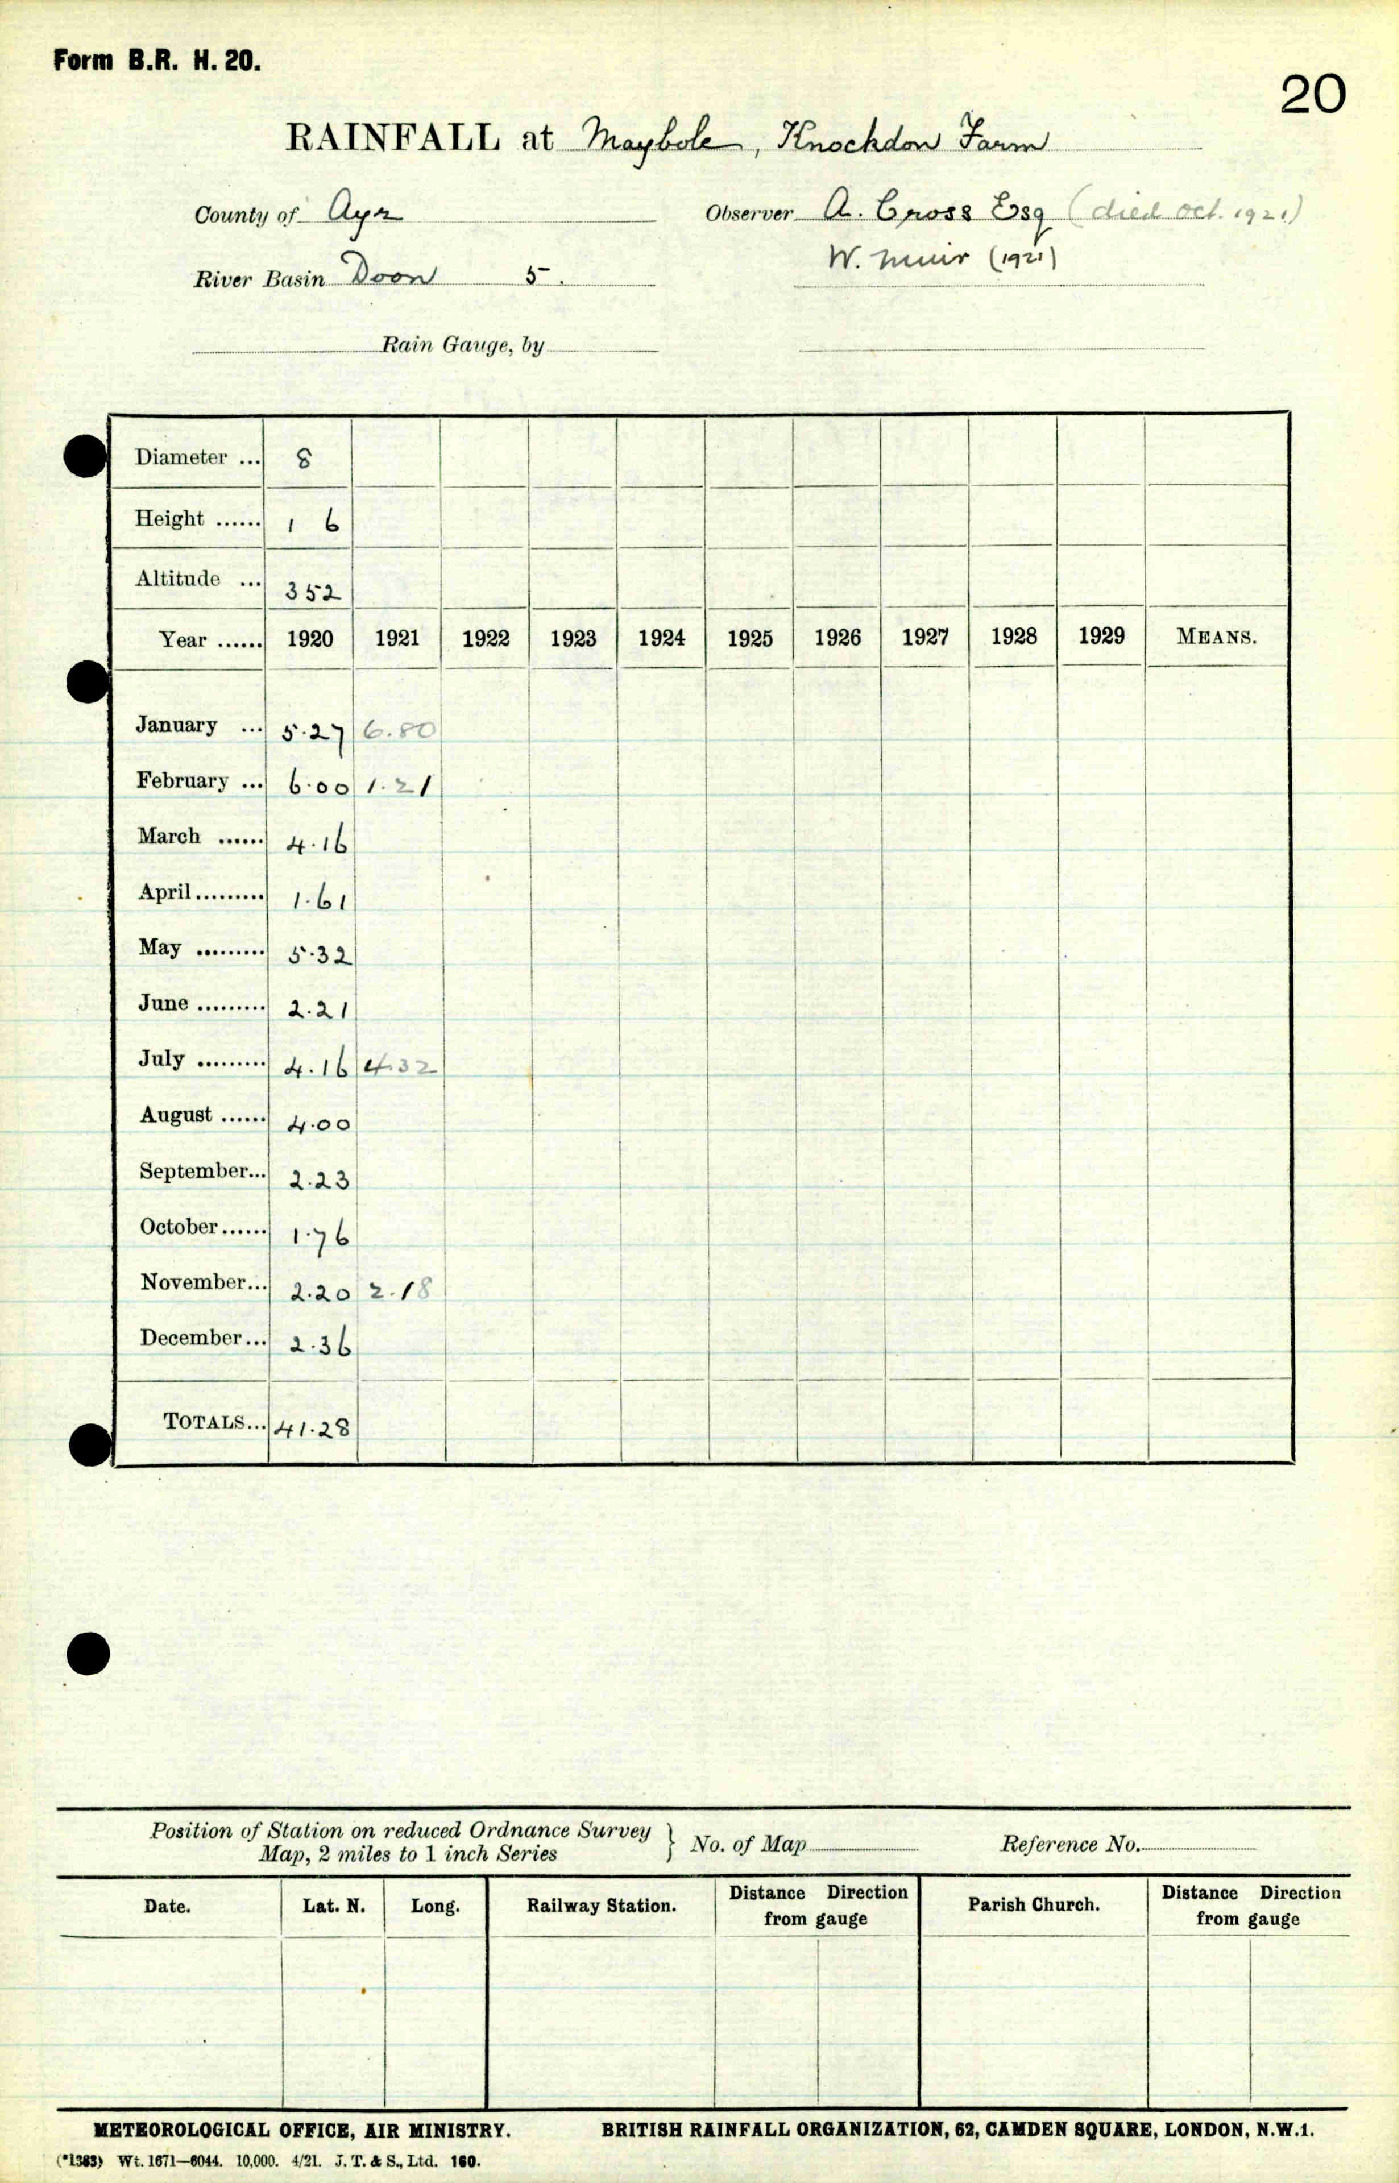 Form B.R. H. 20.
20
RAINFALL at Maybole, Knockdon Farm
County of Ayr
Observer A. Cross Esq (died Oct. 1921)
W. Muir (1921)
River Basin Doon 5.
Rain Gauge, by
Diameter ... 8
Height ...... 1 6
Altitude ... 352
Year ...... 1920 1921 1922 1923 1924 1925 1926 1927 1928 1929 MEANS.
January ... 5.27 6.80
February ... 6.00 1.21
March ...... 4.16
April......... 1.61
May ......... 5.32
June ......... 2.21
July ......... 4.16 4.32
August ...... 4.00
September... 2.23
October...... 1.76
November... 2.20 2.18
December... 2.36
TOTALS... 41.28
Position of Station on reduced Ordnance Survey
Map, 2 miles to 1 inch Series } No. of Map Reference No.
Date. Lat. N. Long. Railway Station. Distance Direction from gauge Parish Church. Distance Direction from gauge
METEOROLOGICAL OFFICE, AIR MINISTRY. BRITISH RAINFALL ORGANIZATION, 62, CAMDEN SQUARE, LONDON, N.W.1.
(*1383) Wt. 1671—6044. 10,000. 4/21. J. T. & S., Ltd. 160.